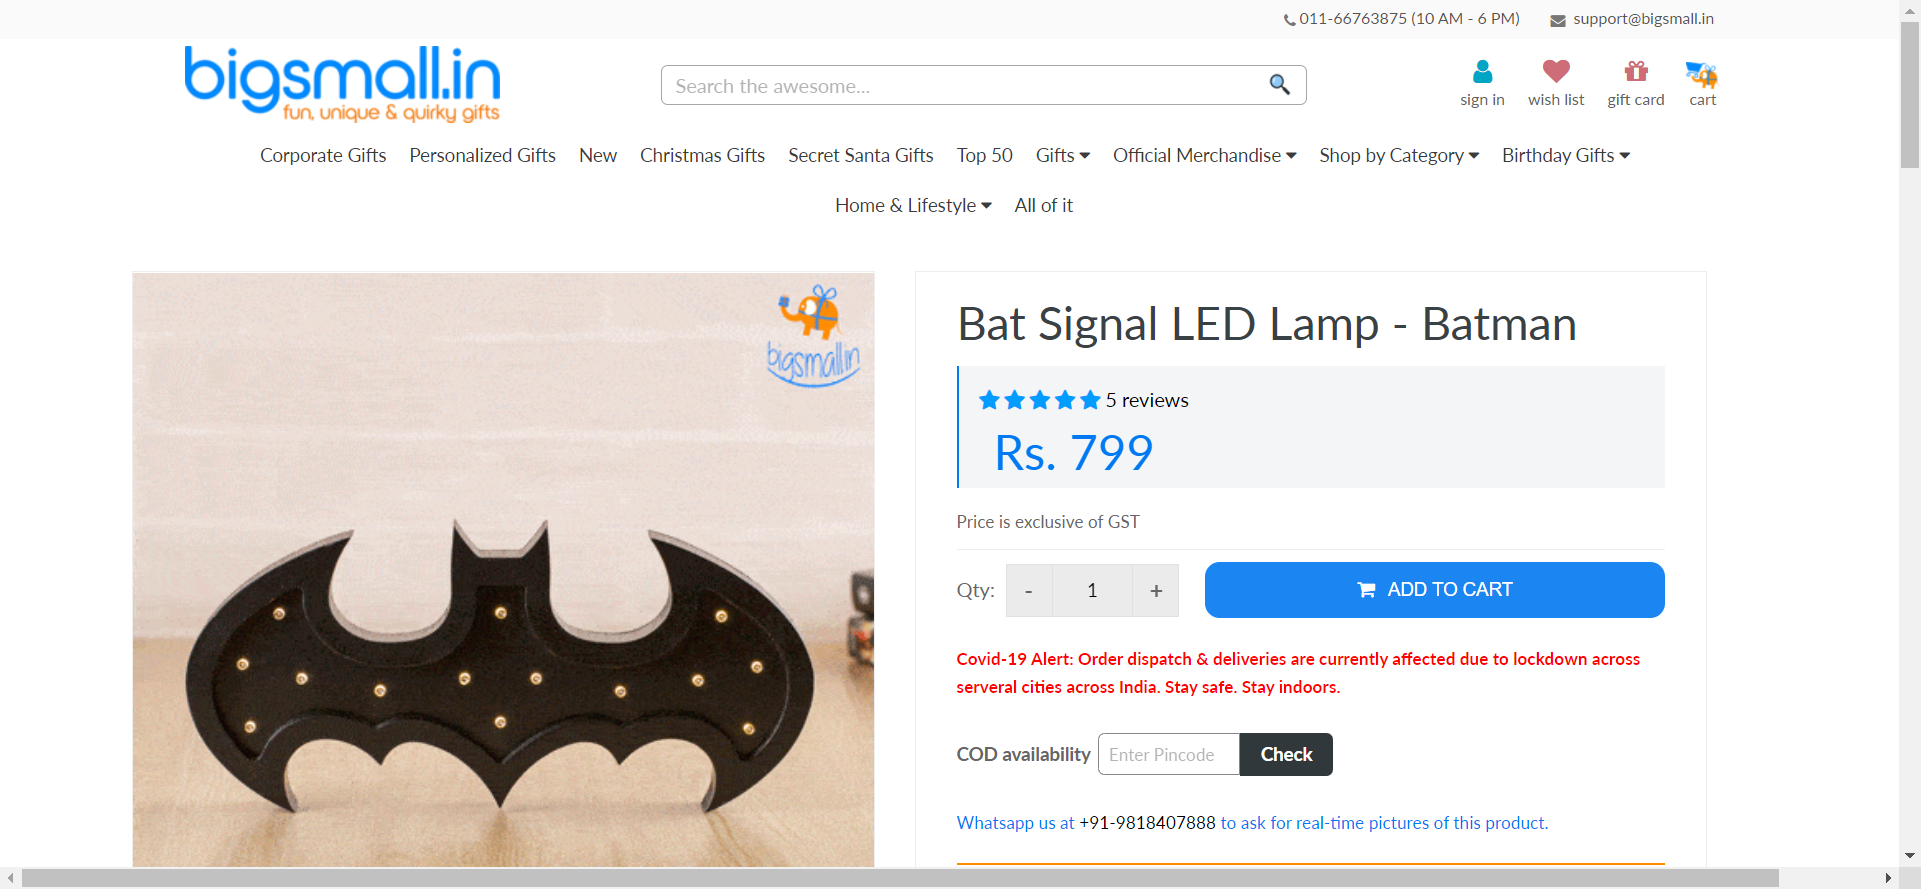 011-66763875 (10 AM - 6 PM) support@bigsmall.in
bigsmall.in
fun, unique & quirky gifts
Search the awesome...
sign in wish list gift card cart
Corporate Gifts Personalized Gifts New Christmas Gifts Secret Santa Gifts Top 50 Gifts Official Merchandise Shop by Category Birthday Gifts
Home & Lifestyle All of it
bigsmall.in
Bat Signal LED Lamp - Batman
5 reviews
Rs. 799
Price is exclusive of GST
Qty: - 1 + ADD TO CART
Covid-19 Alert: Order dispatch & deliveries are currently affected due to lockdown across
serveral cities across India. Stay safe. Stay indoors.
COD availability Enter Pincode Check
Whatsapp us at +91-9818407888 to ask for real-time pictures of this product.